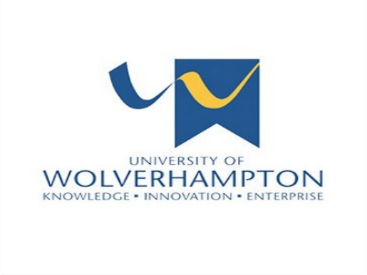 UNIVERSITY OF
WOLVERHAMPTON
KNOWLEDGE • INNOVATION • ENTERPRISE